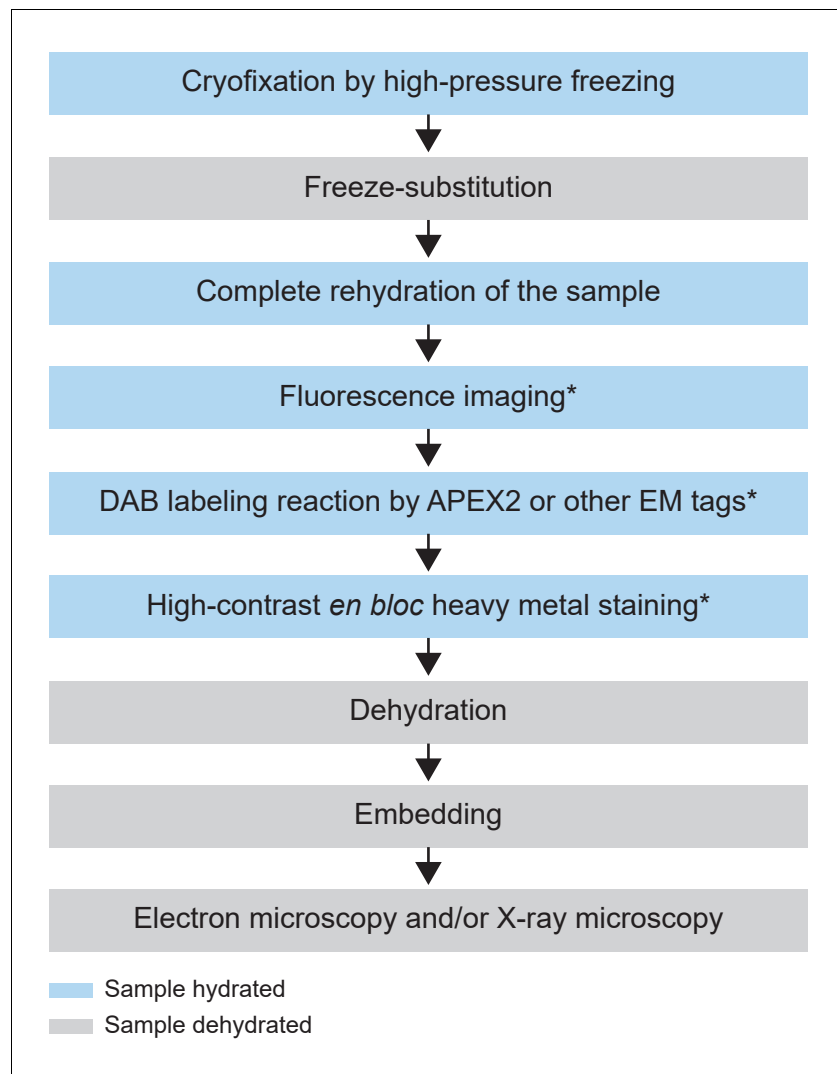 Cryofixation by high-pressure freezing
Freeze-substitution
Complete rehydration of the sample
Fluorescence imaging*
DAB labeling reaction by APEX2 or other EM tags*
High-contrast en bloc heavy metal staining*
Dehydration
Embedding
Electron microscopy and/or X-ray microscopy
Sample hydrated
Sample dehydrated